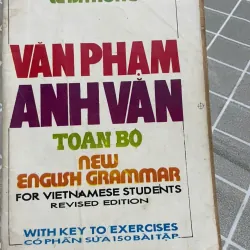 VĂN PHẠM
ANH VĂN
TOÀN BỘ
NEW
ENGLISH GRAMMAR
FOR VIETNAMESE STUDENTS
REVISED EDITION
WITH KEY TO EXERCISES
CÓ PHẦN SỬA 150 BÀI TẬP